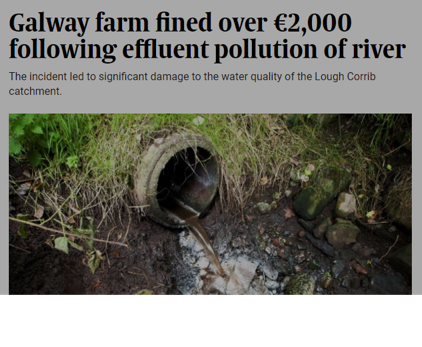 Galway farm fined over €2,000
following effluent pollution of river
The incident led to significant damage to the water quality of the Lough Corrib
catchment.